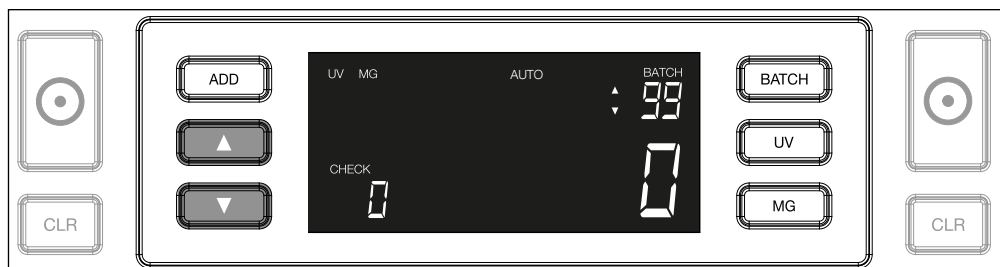 ADD
UV MG AUTO BATCH
99
BATCH
UV
CHECK
0
0
MG
CLR
CLR